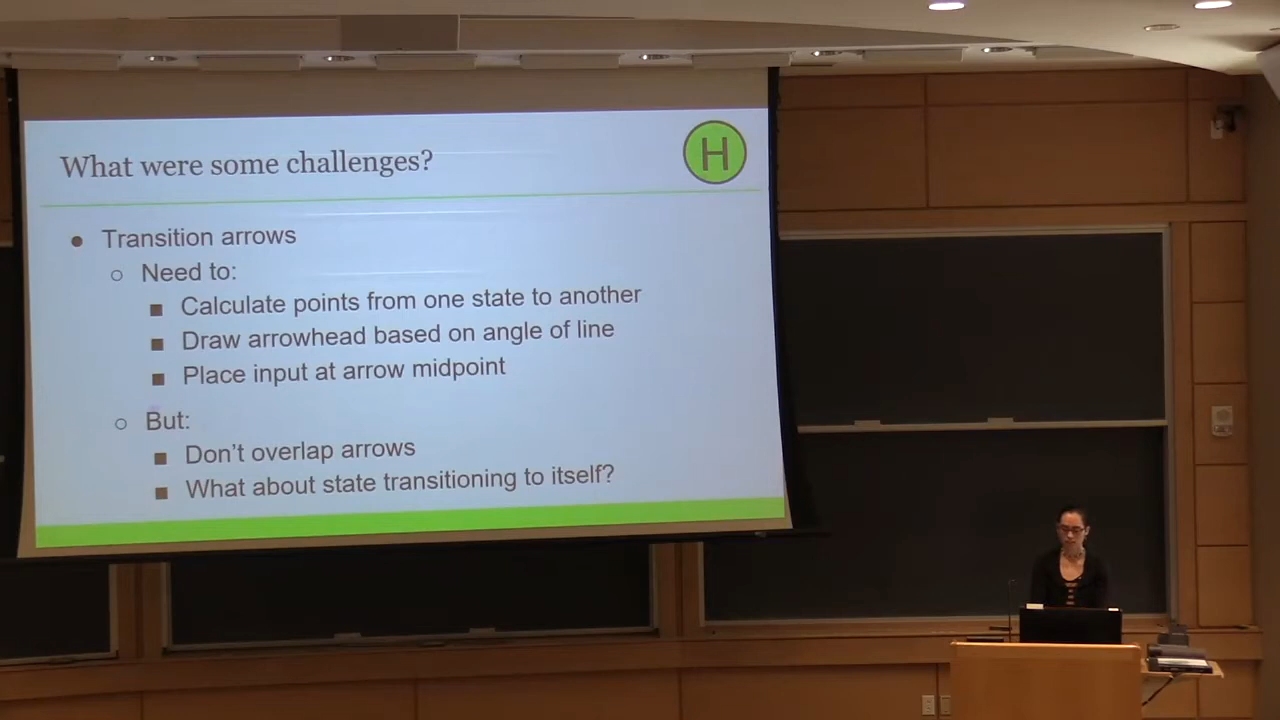 What were some challenges?
H
Transition arrows
Need to:
Calculate points from one state to another
Draw arrowhead based on angle of line
Place input at arrow midpoint
But:
Don't overlap arrows
What about state transitioning to itself?